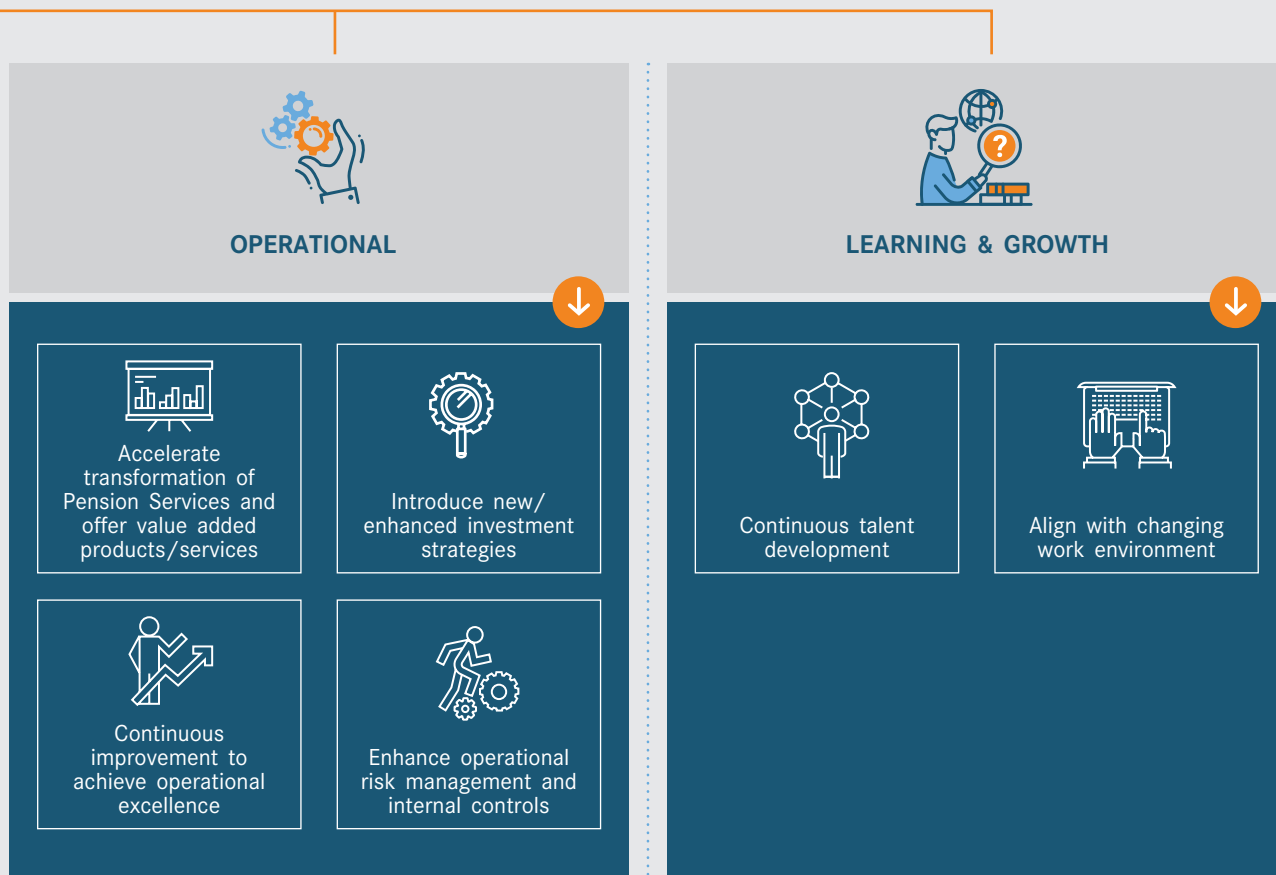 OPERATIONAL
Accelerate
transformation of
Pension Services and
offer value added
products/services
Introduce new/
enhanced investment
strategies
Continuous
improvement to
achieve operational
excellence
Enhance operational
risk management and
internal controls
?
LEARNING & GROWTH
Continuous talent
development
Align with changing
work environment